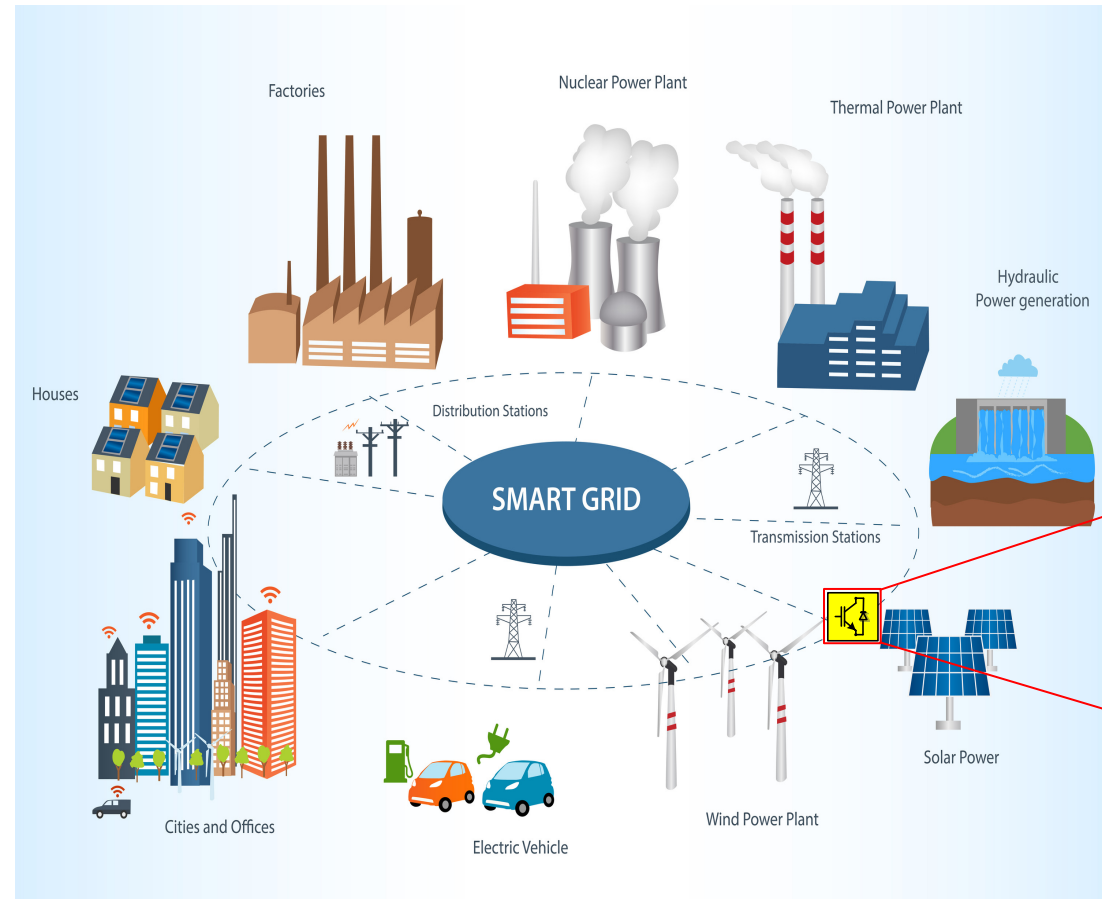 Factories
Nuclear Power Plant
Thermal Power Plant
Hydraulic
Power generation
Houses
Distribution Stations
SMART GRID
Transmission Stations
Solar Power
Wind Power Plant
Cities and Offices
Electric Vehicle